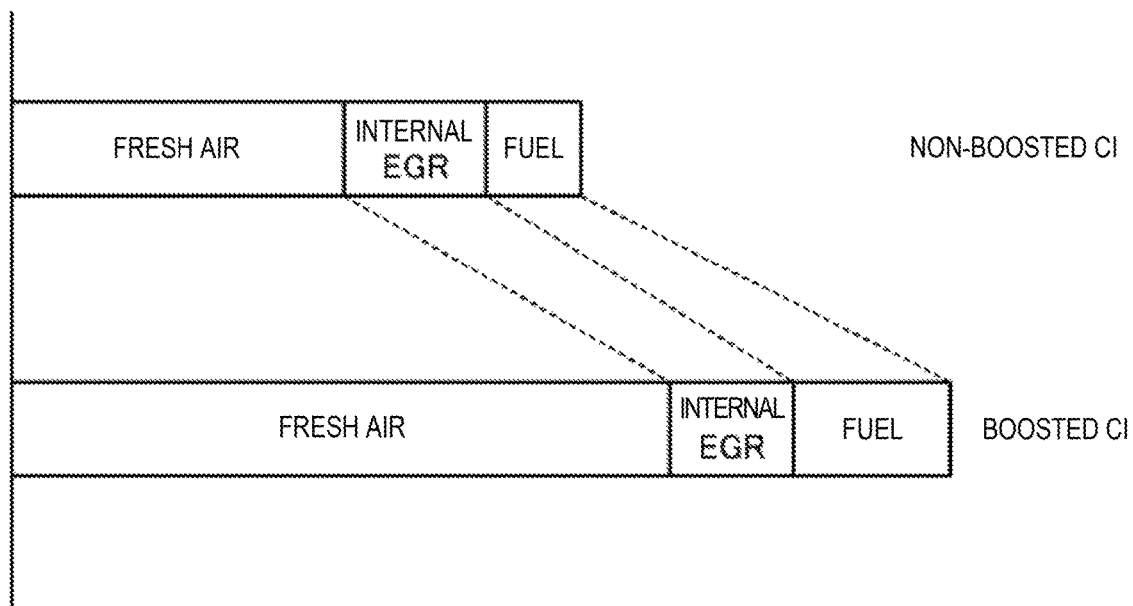 FRESH AIR
INTERNAL
EGR
FUEL
NON-BOOSTED CI
FRESH AIR
INTERNAL
EGR
FUEL
BOOSTED CI